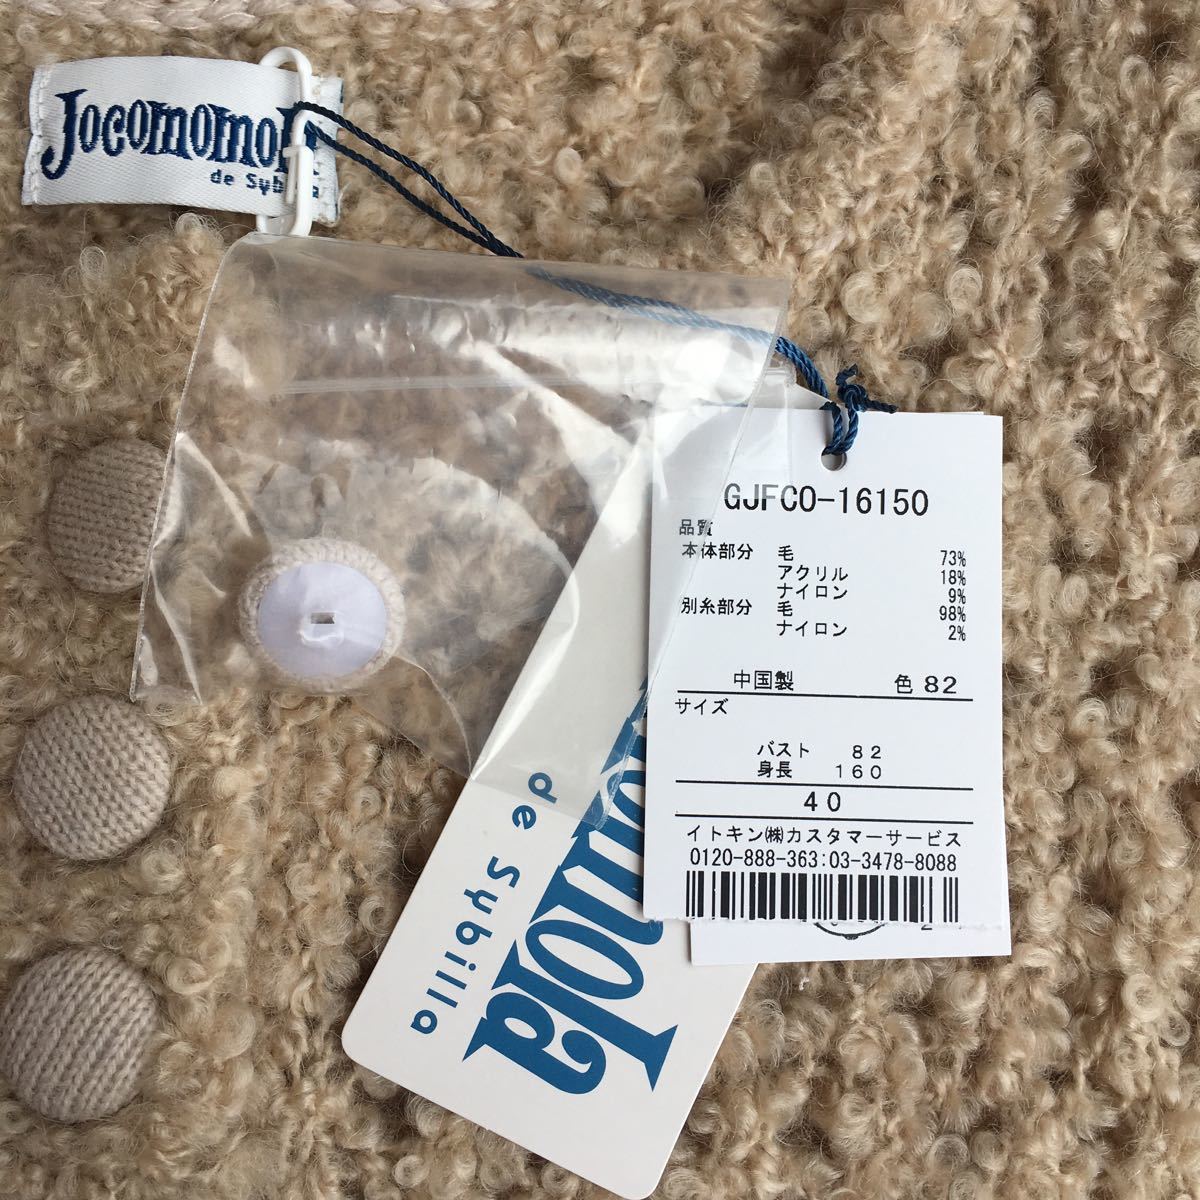 Jocomomola
de Sybilla
GJFCO-16150
品質
本体部分 毛 73%
アクリル 18%
ナイロン 9%
別糸部分 毛 98%
ナイロン 2%
中国製 色 82
サイズ
バスト 82
身長 160
40
イトキン㈱カスタマーサービス
0120-888-363:03-3478-8088
de Sybilla